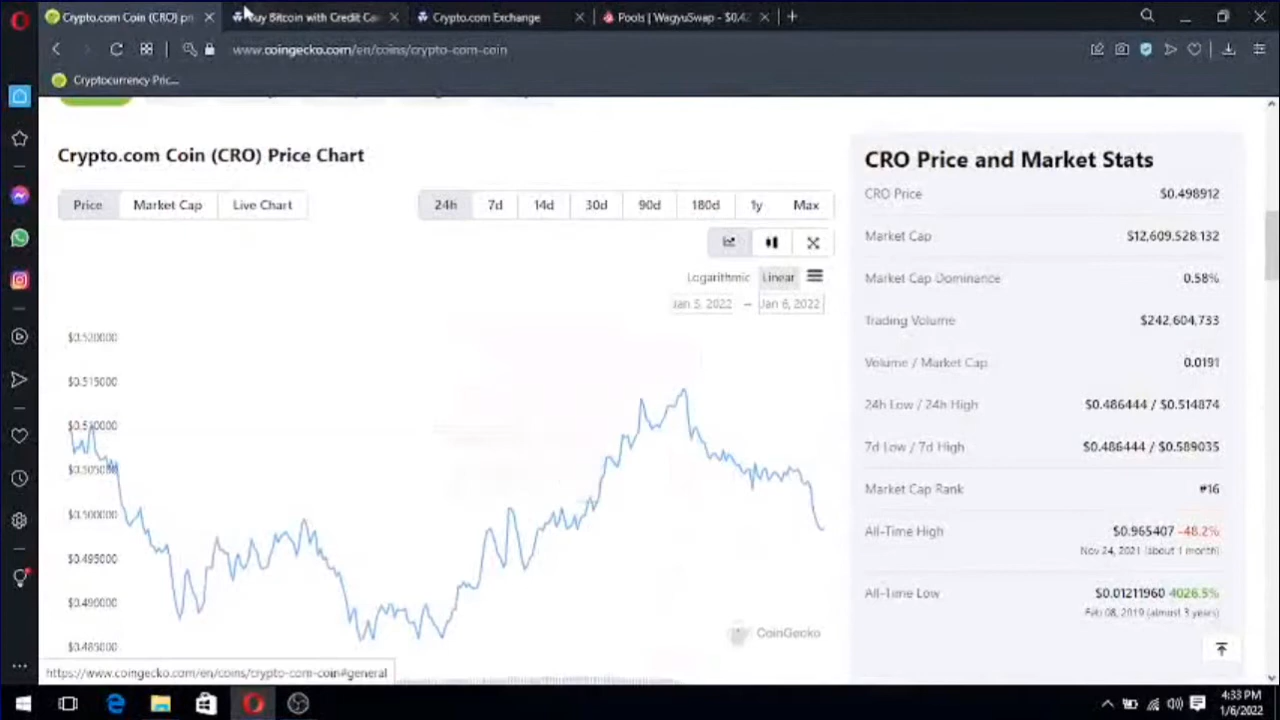 Crypto.com Coin (CRO) pr
Buy Bitcoin with Credit Ca
Crypto.com Exchange
Pools | WagyuSwap - $0.4
www.coingecko.com/en/coins/crypto-com-coin
Cryptocurrency Pric...
Crypto.com Coin (CRO) Price Chart
Price Market Cap Live Chart
24h 7d 14d 30d 90d 180d 1y Max
Logarithmic Linear
Jan 5, 2022 – Jan 6, 2022
$0.520000
$0.515000
$0.510000
$0.505000
$0.500000
$0.495000
$0.490000
$0.485000
CoinGecko
CRO Price and Market Stats
CRO Price $0.498912
Market Cap $12,609,528,132
Market Cap Dominance 0.58%
Trading Volume $242,604,733
Volume / Market Cap 0.0191
24h Low / 24h High $0.486444 / $0.514874
7d Low / 7d High $0.486444 / $0.589035
Market Cap Rank #16
All-Time High $0.965407 -48.2%
Nov 24, 2021 (about 1 month)
All-Time Low $0.01211960 4026.5%
Feb 08, 2019 (almost 3 years)
https://www.coingecko.com/en/coins/crypto-com-coin#general
4:33 PM
1/6/2022